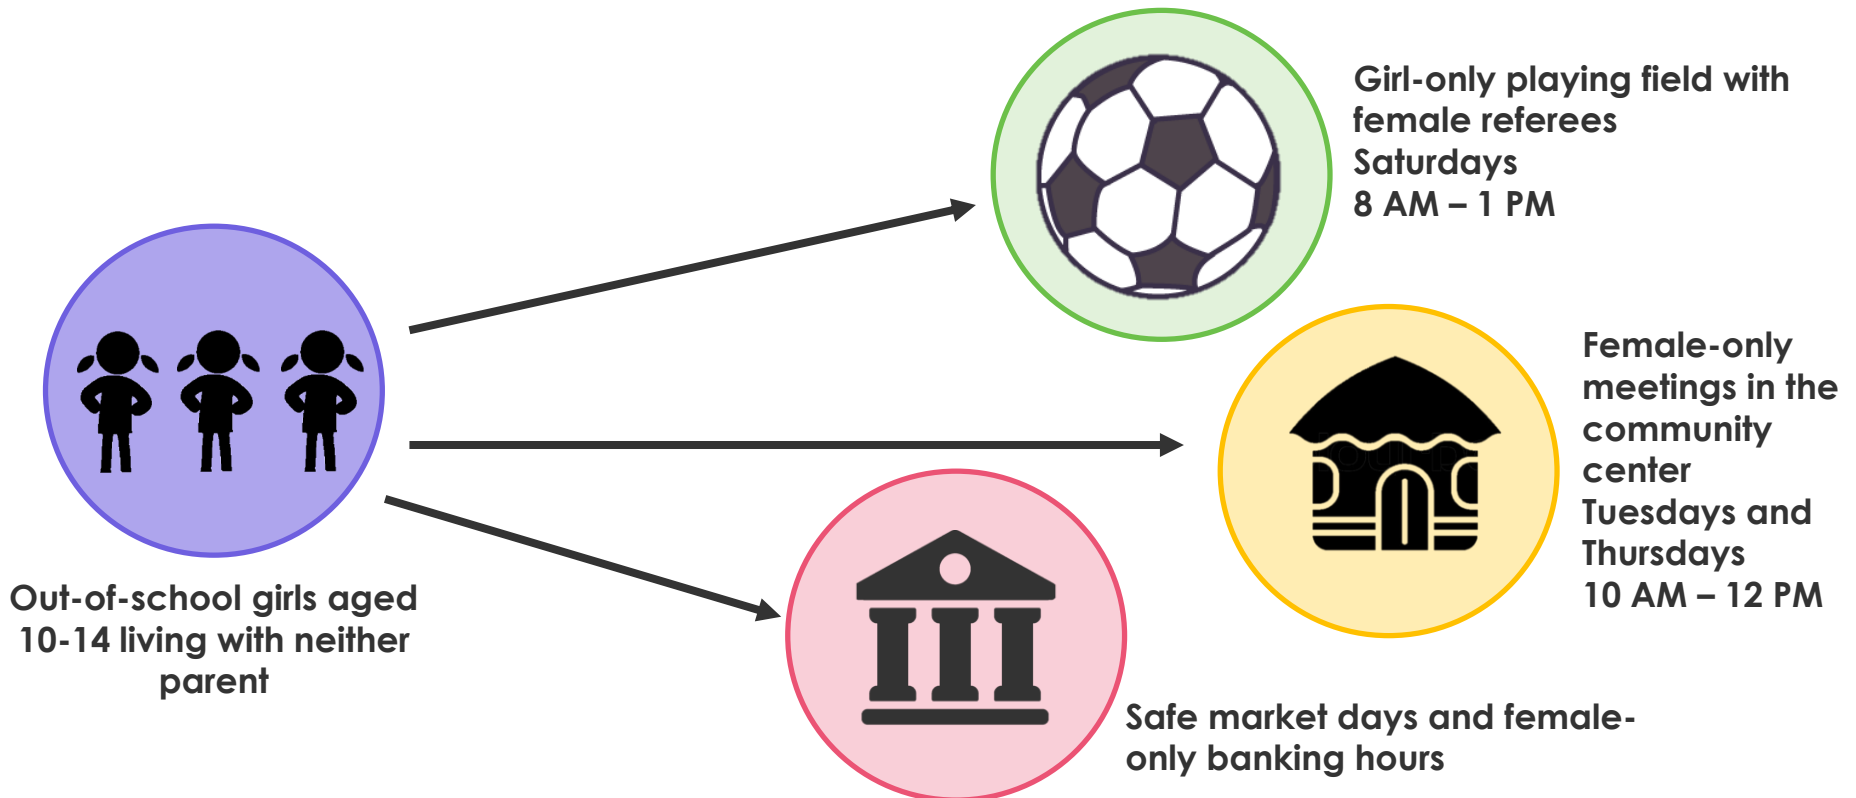 Girl-only playing field with
female referees
Saturdays
8 AM – 1 PM
Female-only
meetings in the
community
center
Tuesdays and
Thursdays
10 AM – 12 PM
Out-of-school girls aged
10-14 living with neither
parent
Safe market days and female-
only banking hours